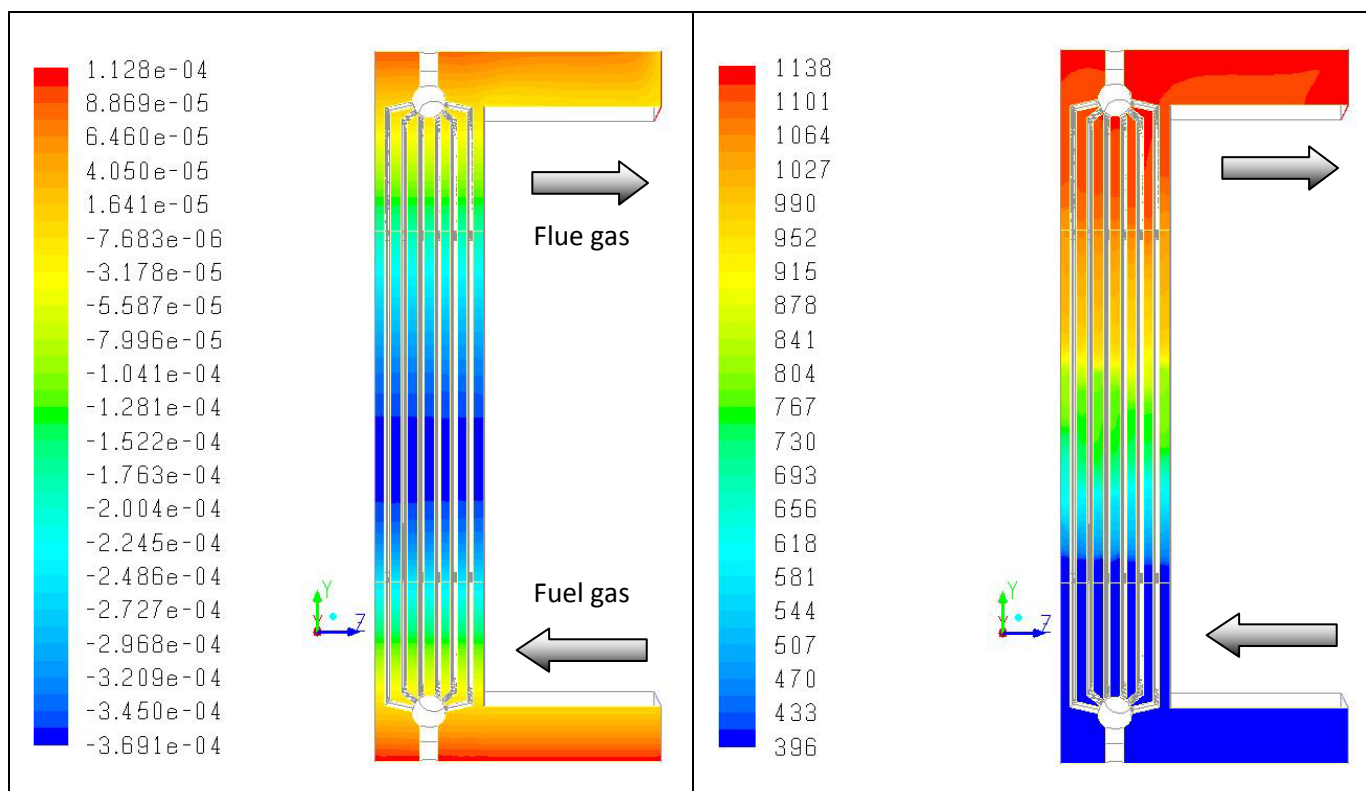 1.128e-04
8.869e-05
6.460e-05
4.050e-05
1.641e-05
-7.683e-06
-3.178e-05
-5.587e-05
-7.996e-05
-1.041e-04
-1.281e-04
-1.522e-04
-1.763e-04
-2.004e-04
-2.245e-04
-2.486e-04
-2.727e-04
-2.968e-04
-3.209e-04
-3.450e-04
-3.691e-04
Flue gas
Fuel gas
Y
Z
1138
1101
1064
1027
990
952
915
878
841
804
767
730
693
656
618
581
544
507
470
433
396
Y
Z